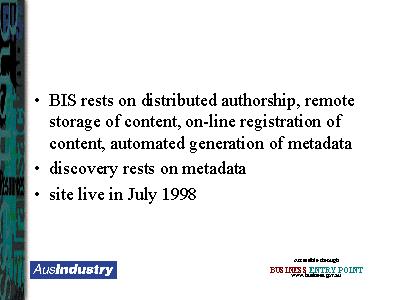 • BIS rests on distributed authorship, remote
storage of content, on-line registration of
content, automated generation of metadata
• discovery rests on metadata
• site live in July 1998
AusIndustry
Accessible through
BUSINESS ENTRY POINT
www.business.gov.au